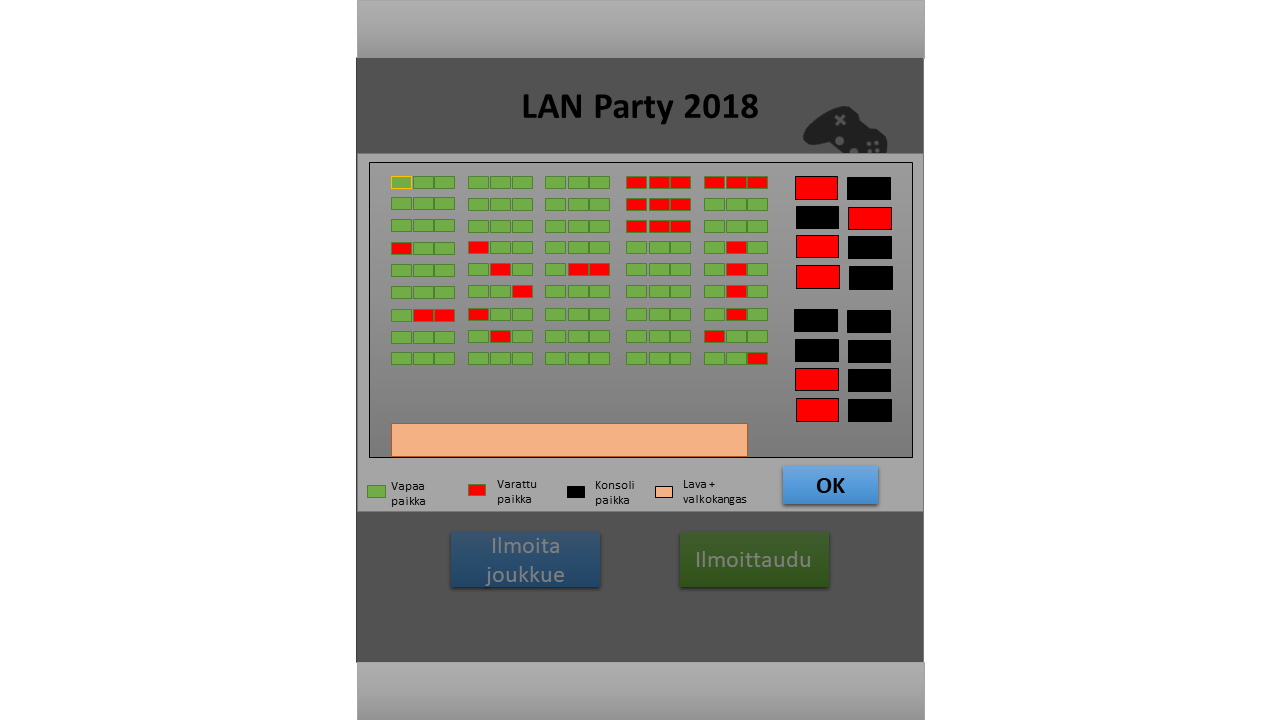 LAN Party 2018
Vapaa
paikka
Varattu
paikka
Konsoli
paikka
Lava +
valkokangas
OK
Ilmoita
joukkue
Ilmoittaudu